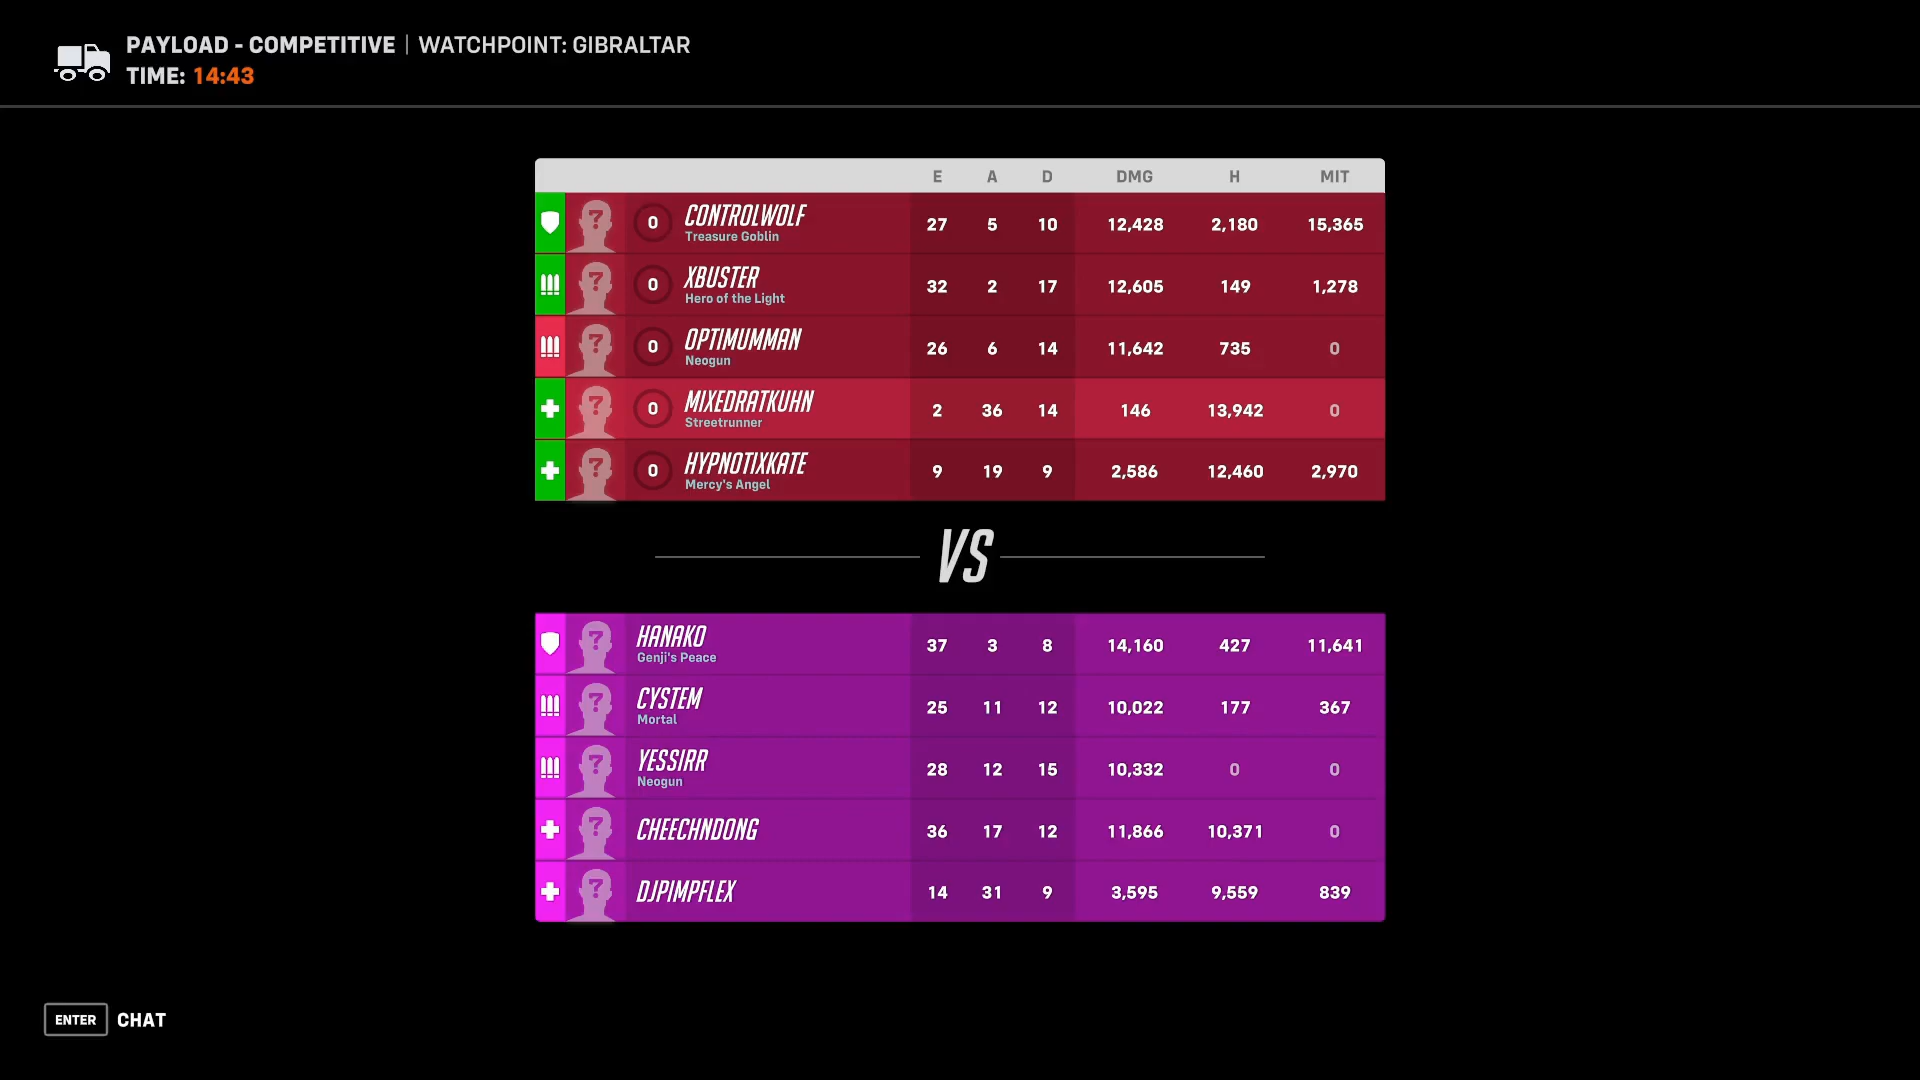 PAYLOAD - COMPETITIVE | WATCHPOINT: GIBRALTAR
TIME: 14:43
E A D DMG H MIT
? 0 CONTROLWOLF 27 5 10 12,428 2,180 15,365
Treasure Goblin
? 0 XBUSTER 32 2 17 12,605 149 1,278
Hero of the Light
? 0 OPTIMUMMAN 26 6 14 11,642 735 0
Neogun
? 0 MIXEDRATKUHN 2 36 14 146 13,942 0
Streetrunner
? 0 HYPNOTIXKATE 9 19 9 2,586 12,460 2,970
Mercy's Angel
VS
? HANAKO 37 3 8 14,160 427 11,641
Genji's Peace
? CYSTEM 25 11 12 10,022 177 367
Mortal
? YESSIRR 28 12 15 10,332 0 0
Neogun
? CHEECHNDONG 36 17 12 11,866 10,371 0
? DJPIMPFLEX 14 31 9 3,595 9,559 839
ENTER CHAT